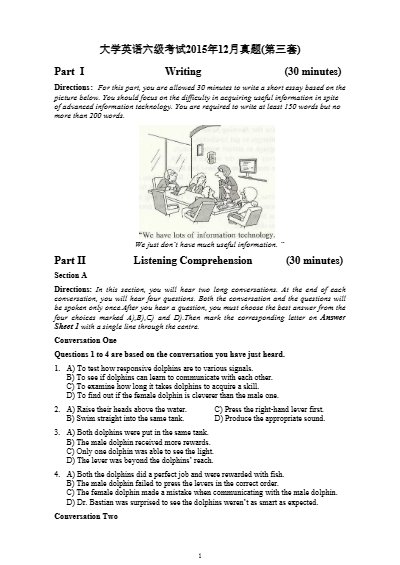 大学英语六级考试2015年12月真题(第三套)
Part I Writing (30 minutes)
Directions: For this part, you are allowed 30 minutes to write a short essay based on the
picture below. You should focus on the difficulty in acquiring useful information in spite
of advanced information technology. You are required to write at least 150 words but no
more than 200 words.
"We have lots of information technology.
We just don't have much useful information. "
Part II Listening Comprehension (30 minutes)
Section A
Directions: In this section, you will hear two long conversations. At the end of each
conversation, you will hear four questions. Both the conversation and the questions will
be spoken only once.After you hear a question, you must choose the best answer from the
four choices marked A),B),C) and D).Then mark the corresponding letter on Answer
Sheet 1 with a single line through the centre.
Conversation One
Questions 1 to 4 are based on the conversation you have just heard.
1. A) To test how responsive dolphins are to various signals.
B) To see if dolphins can learn to communicate with each other.
C) To examine how long it takes dolphins to acquire a skill.
D) To find out if the female dolphin is cleverer than the male one.
2. A) Raise their heads above the water. C) Press the right-hand lever first.
B) Swim straight into the same tank. D) Produce the appropriate sound.
3. A) Both dolphins were put in the same tank.
B) The male dolphin received more rewards.
C) Only one dolphin was able to see the light.
D) The lever was beyond the dolphins' reach.
4. A) Both the dolphins did a perfect job and were rewarded with fish.
B) The male dolphin failed to press the levers in the correct order.
C) The female dolphin made a mistake when communicating with the male dolphin.
D) Dr. Bastian was surprised to see the dolphins weren't as smart as expected.
Conversation Two
1